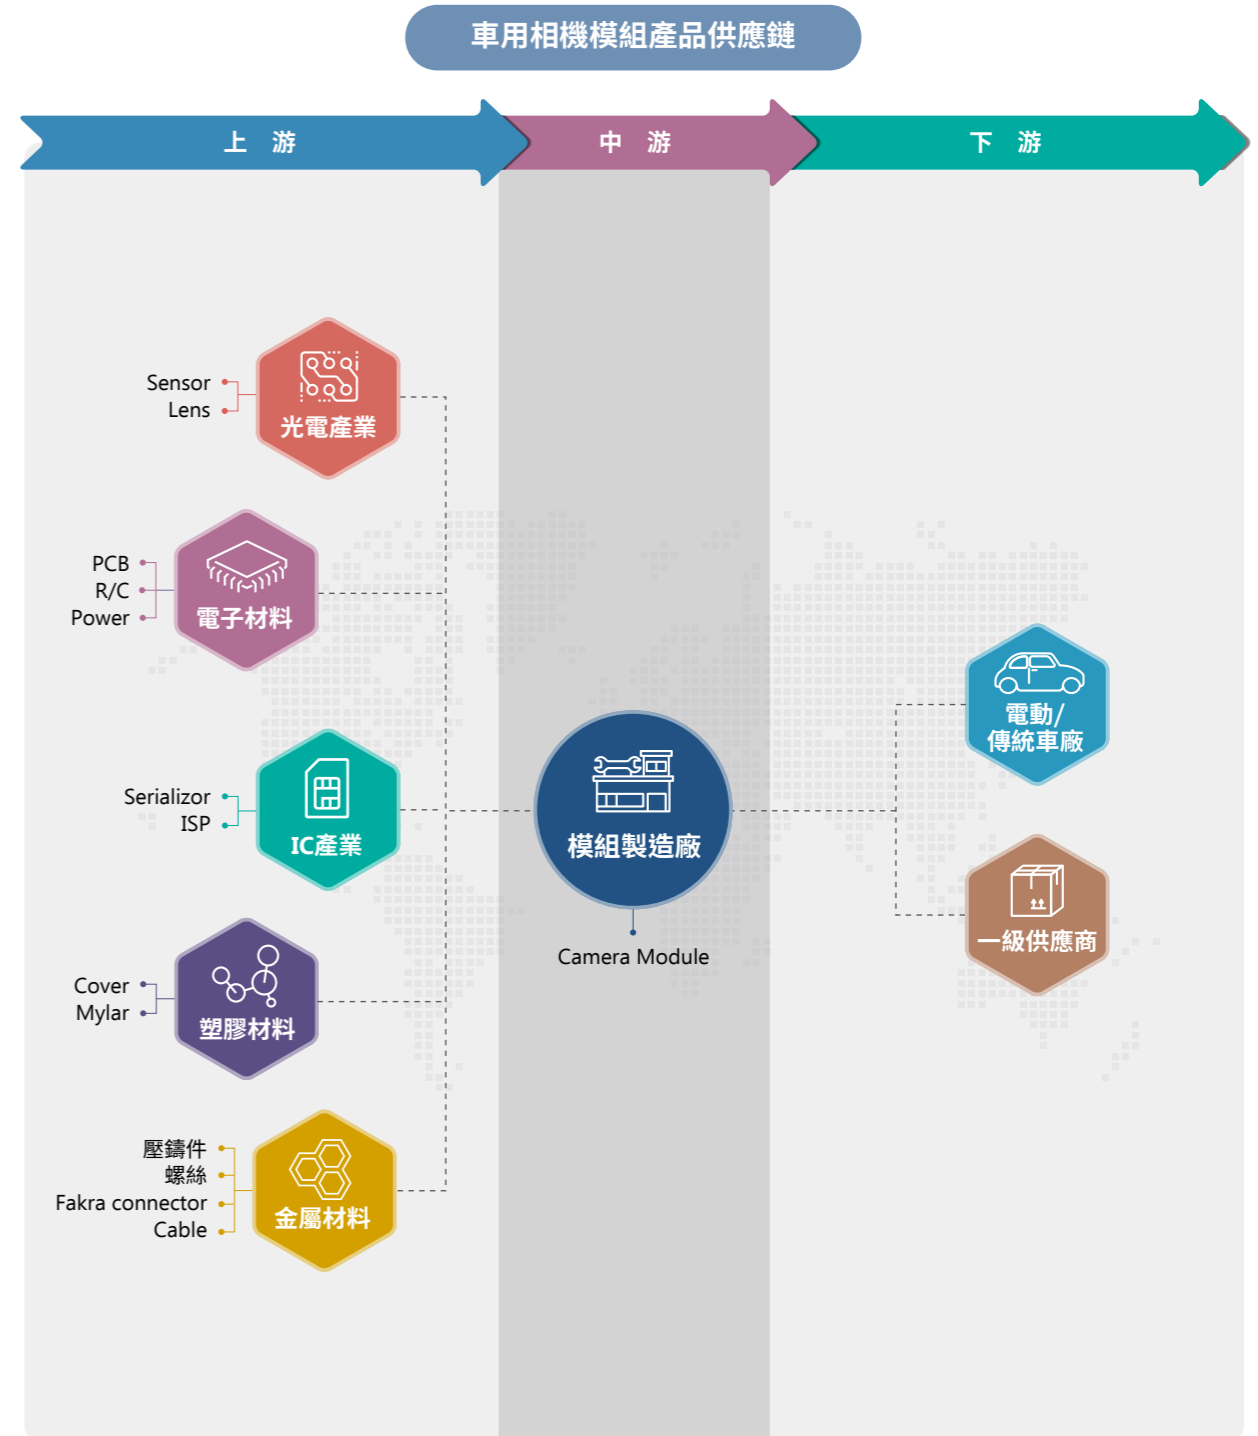 車用相機模組產品供應鏈
上 游
中 游
下 游
Sensor
Lens
光電產業
PCB
R/C
Power
電子材料
Serializor
ISP
IC產業
Cover
Mylar
塑膠材料
壓鑄件
螺絲
Fakra connector
Cable
金屬材料
模組製造廠
Camera Module
電動/
傳統車廠
一級供應商